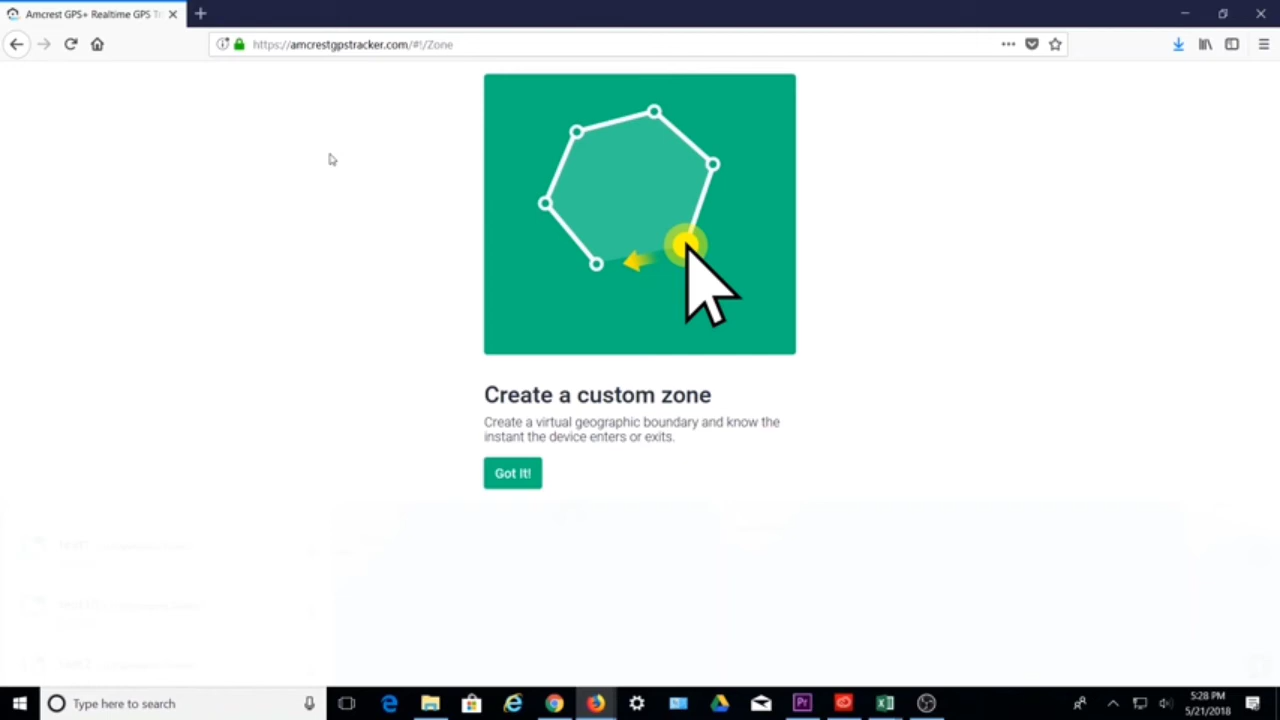 Amcrest GPS+ Realtime GPS Tr
https://amcrestgpstracker.com/#!/Zone
Create a custom zone
Create a virtual geographic boundary and know the
instant the device enters or exits.
Got It!
Type here to search
Pr
5:28 PM
5/21/2018